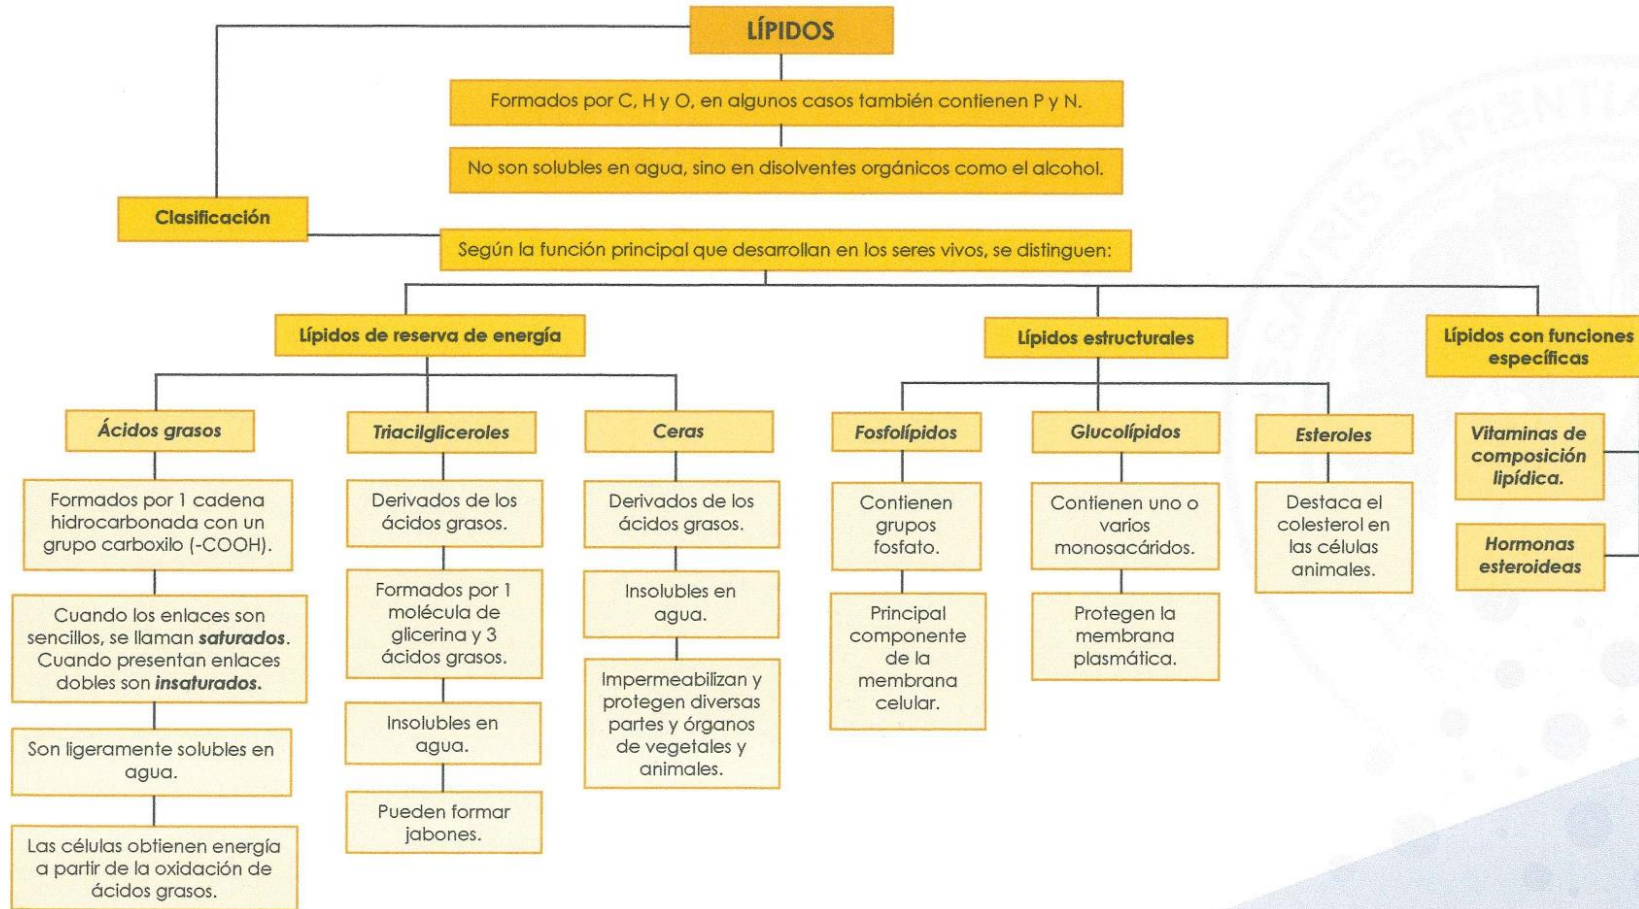 LÍPIDOS
Formados por C, H y O, en algunos casos también contienen P y N.
No son solubles en agua, sino en disolventes orgánicos como el alcohol.
Clasificación
Según la función principal que desarrollan en los seres vivos, se distinguen:
Lípidos de reserva de energía
Ácidos grasos
Formados por 1 cadena
hidrocarbonada con un
grupo carboxilo (-COOH).
Cuando los enlaces son
sencillos, se llaman saturados.
Cuando presentan enlaces
dobles son insaturados.
Son ligeramente solubles en
agua.
Las células obtienen energía
a partir de la oxidación de
ácidos grasos.
Triacilgliceroles
Derivados de los
ácidos grasos.
Formados por 1
molécula de
glicerina y 3
ácidos grasos.
Insolubles en
agua.
Pueden formar
jabones.
Ceras
Derivados de los
ácidos grasos.
Insolubles en
agua.
Impermeabilizan y
protegen diversas
partes y órganos
de vegetales y
animales.
Lípidos estructurales
Fosfolípidos
Contienen
grupos
fosfato.
Principal
componente
de la
membrana
celular.
Glucolípidos
Contienen uno o
varios
monosacáridos.
Protegen la
membrana
plasmática.
Esteroles
Destaca el
colesterol en
las células
animales.
Lípidos con funciones
específicas
Vitaminas de
composición
lipídica.
Hormonas
esteroideas